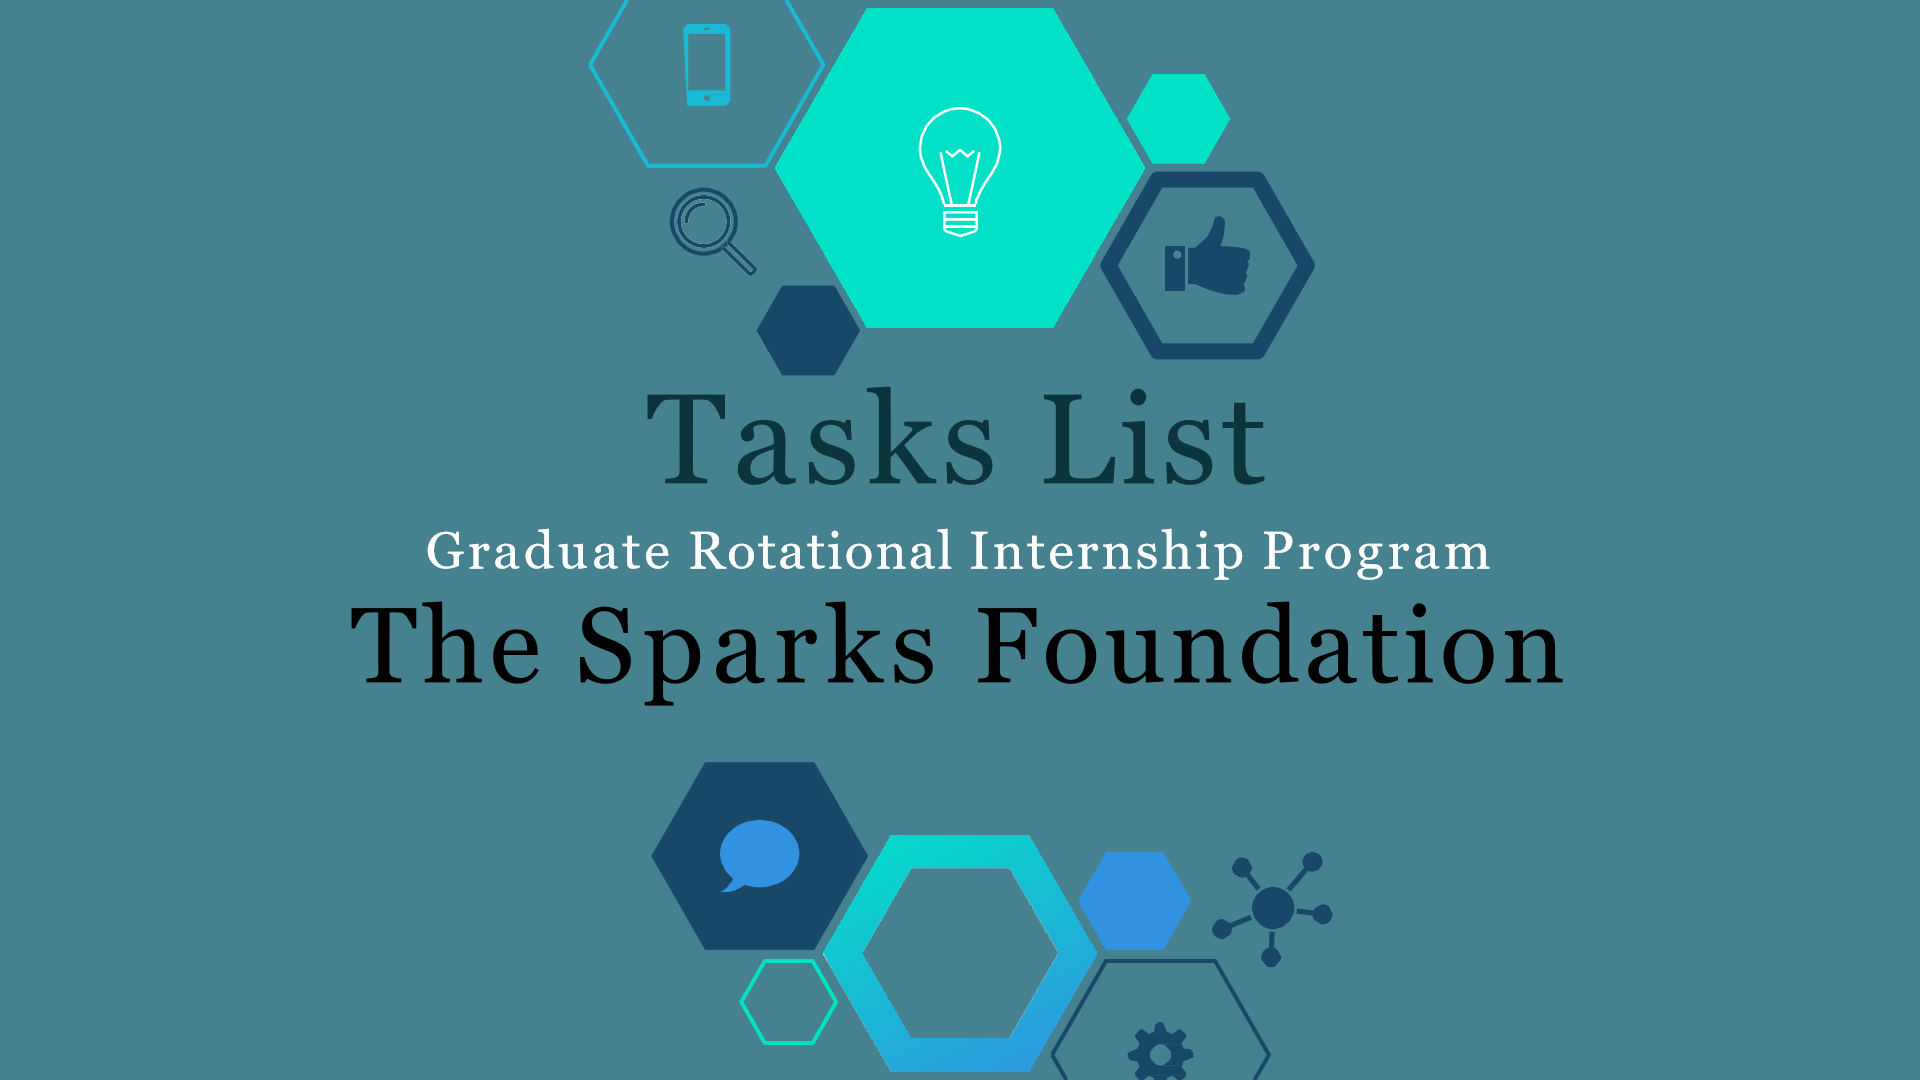 Tasks List
Graduate Rotational Internship Program
The Sparks Foundation